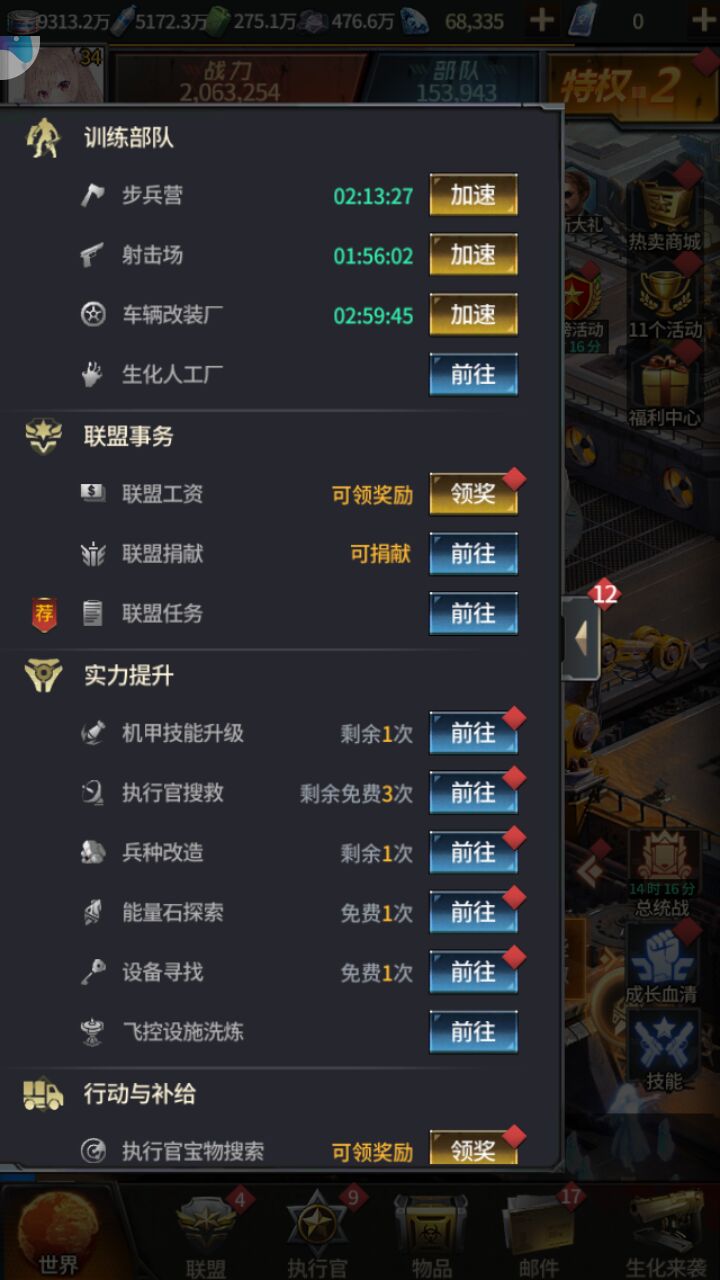 9313.2万 5172.3万 275.1万 476.6万 68,335 0
34
战力 部队
2,063,254 153,943
特权 2
训练部队
步兵营 02:13:27 加速
射击场 01:56:02 加速
车辆改装厂 02:59:45 加速
生化人工厂 前往
联盟事务
联盟工资 可领奖励 领奖
联盟捐献 可捐献 前往
荐 联盟任务 前往
12
实力提升
机甲技能升级 剩余1次 前往
执行官搜救 剩余免费3次 前往
兵种改造 剩余1次 前往
能量石探索 免费1次 前往
设备寻找 免费1次 前往
飞控设施洗炼 前往
行动与补给
执行官宝物搜索 可领奖励 领奖
大礼
热卖商城
活动
16分
11个活动
福利中心
14时16分
总统战
成长血清
技能
4 9 17
世界 联盟 执行官 物品 邮件 生化来袭